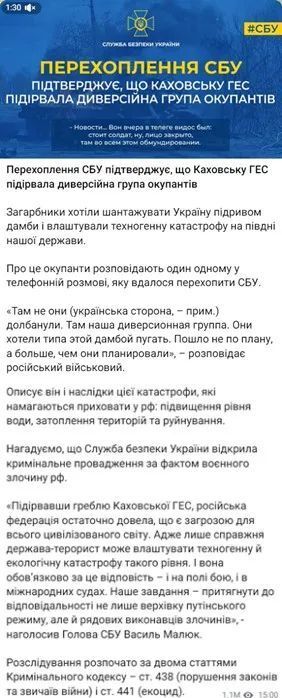 1:30
#СБУ
СЛУЖБА БЕЗПЕКИ УКРАЇНИ
ПЕРЕХОПЛЕННЯ СБУ
ПІДТВЕРДЖУЄ, ЩО КАХОВСЬКУ ГЕС
ПІДІРВАЛА ДИВЕРСІЙНА ГРУПА ОКУПАНТІВ
- Новости... Вон вчера в телеге видос был:
стоит солдат, ну, лицо закрыто,
там во всем этом обмундировании.
Перехоплення СБУ підтверджує, що Каховську ГЕС
підірвала диверсійна група окупантів
Загарбники хотіли шантажувати Україну підривом
дамби і влаштували техногенну катастрофу на півдні
нашої держави.
Про це окупанти розповідають один одному у
телефонній розмові, яку вдалося перехопити СБУ.
«Там не они (українська сторона, – прим.)
долбанули. Там наша диверсионная группа. Они
хотели типа этой дамбой пугать. Пошло не по плану,
а больше, чем они планировали», – розповідає
російський військовий.
Описує він і наслідки цієї катастрофи, які
намагаються приховати у рф: підвищення рівня
води, затоплення територій та руйнування.
Нагадуємо, що Служба безпеки України відкрила
кримінальне провадження за фактом воєнного
злочину рф.
«Підірвавши греблю Каховської ГЕС, російська
федерація остаточно довела, що є загрозою для
всього цивілізованого світу. Адже лише справжня
держава-терорист може влаштувати техногенну й
екологічну катастрофу такого рівня. І вона
обов'язково за це відповість – і на полі бою, і в
міжнародних судах. Наше завдання – притягнути до
відповідальності не лише верхівку путінського
режиму, але й рядових виконавців злочинів», -
наголосив Голова СБУ Василь Малюк.
Розслідування розпочато за двома статтями
Кримінального кодексу – ст. 438 (порушення законів
та звичаїв війни) і ст. 441 (екоцид).
1.1M 15:00